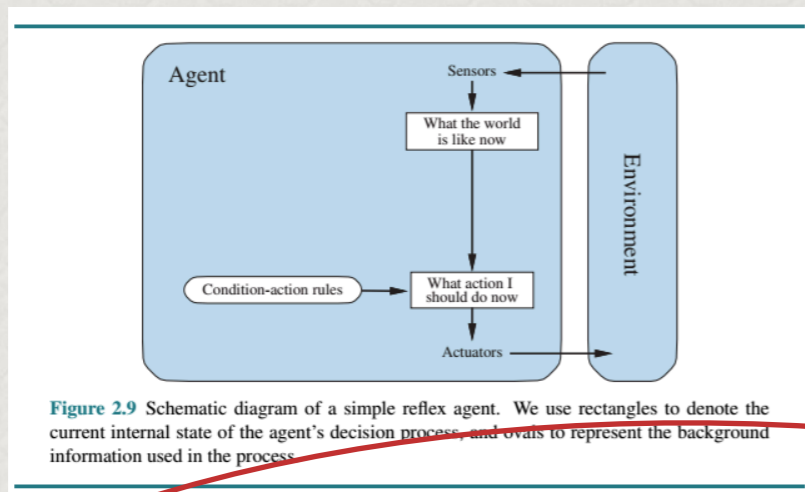 Agent
Sensors
What the world
is like now
Environment
Condition-action rules
What action I
should do now
Actuators
Figure 2.9 Schematic diagram of a simple reflex agent. We use rectangles to denote the
current internal state of the agent's decision process, and ovals to represent the background
information used in the process.